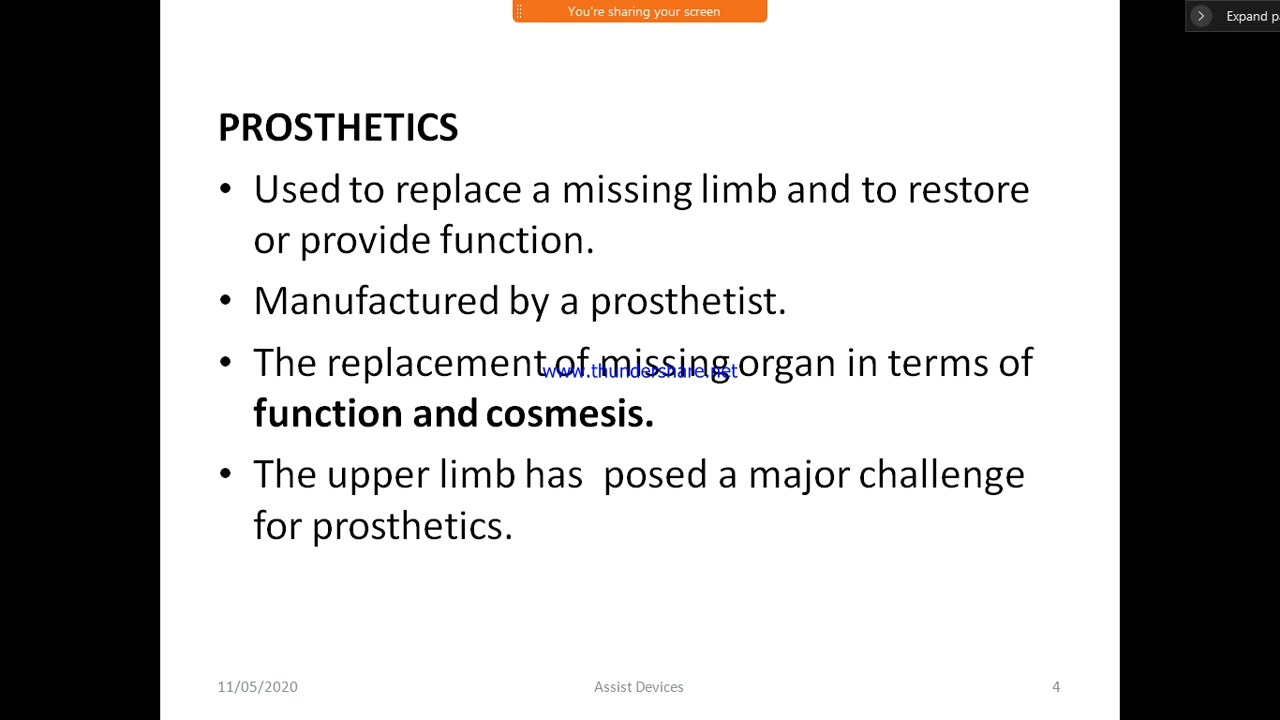 You're sharing your screen
Expand p
PROSTHETICS
• Used to replace a missing limb and to restore
or provide function.
• Manufactured by a prosthetist.
• The replacement of missing organ in terms of
www.thundershare.net
function and cosmesis.
• The upper limb has  posed a major challenge
for prosthetics.
11/05/2020
Assist Devices
4